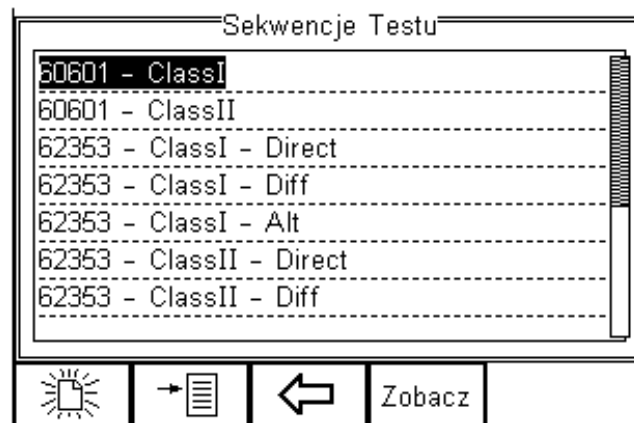 Sekwencje Testu
60601 - ClassI
60601 - ClassII
62353 - ClassI - Direct
62353 - ClassI - Diff
62353 - ClassI - Alt
62353 - ClassII - Direct
62353 - ClassII - Diff
Zobacz